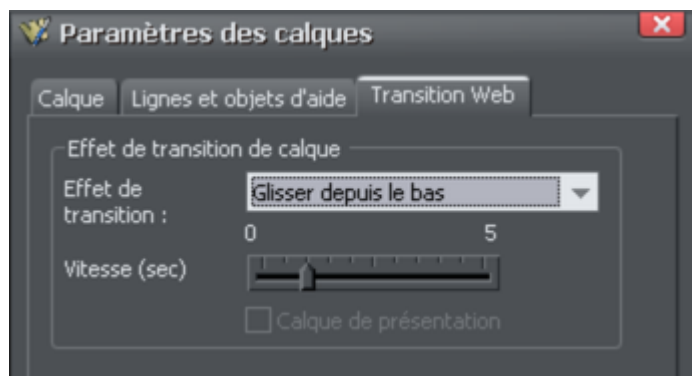 Paramètres des calques
Calque Lignes et objets d'aide Transition Web
Effet de transition de calque
Effet de
transition :
Glisser depuis le bas
0 5
Vitesse (sec)
Calque de présentation